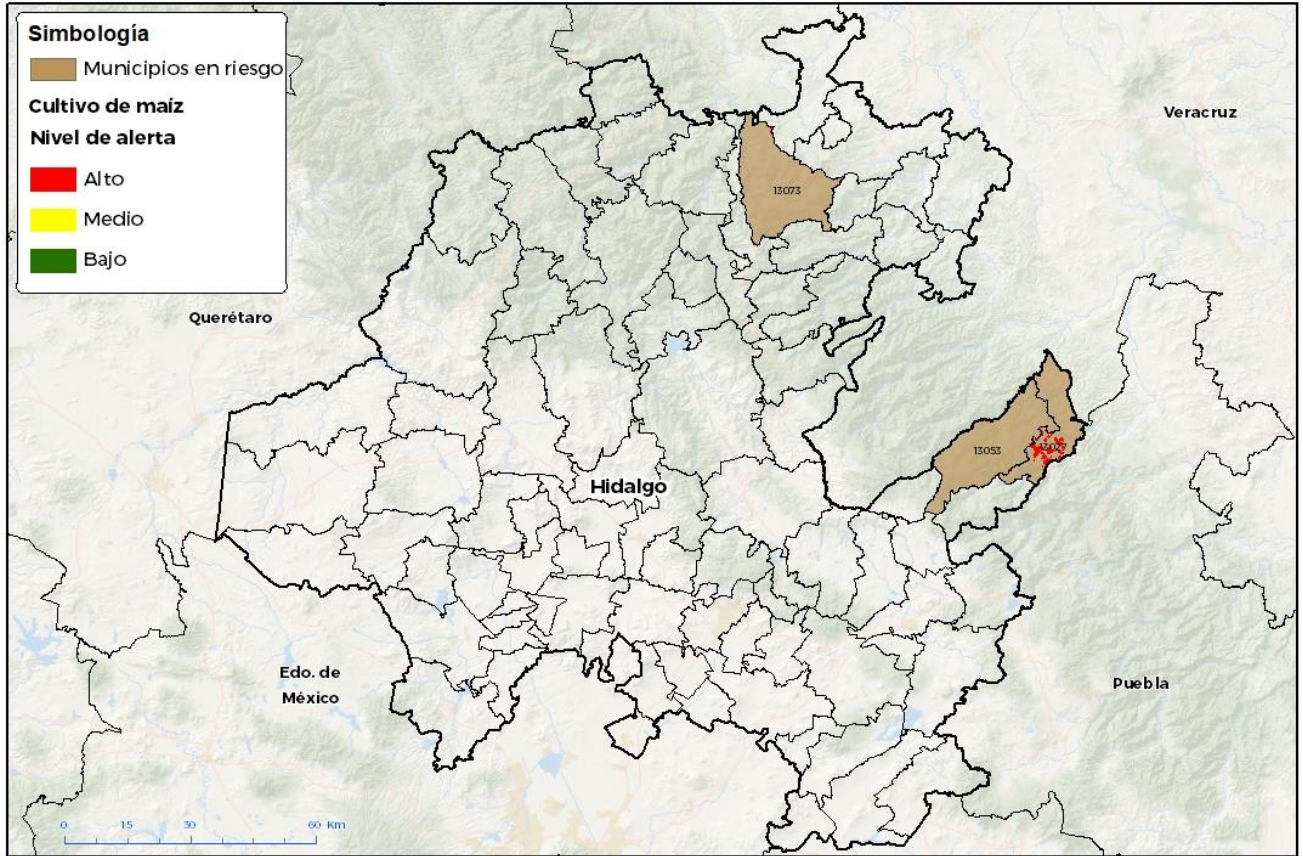 Simbología
Municipios en riesgo
Cultivo de maíz
Nivel de alerta
Alto
Medio
Bajo
Veracruz
13073
Querétaro
13053
Hidalgo
Edo. de
México
Puebla
0 15 30 60 Km